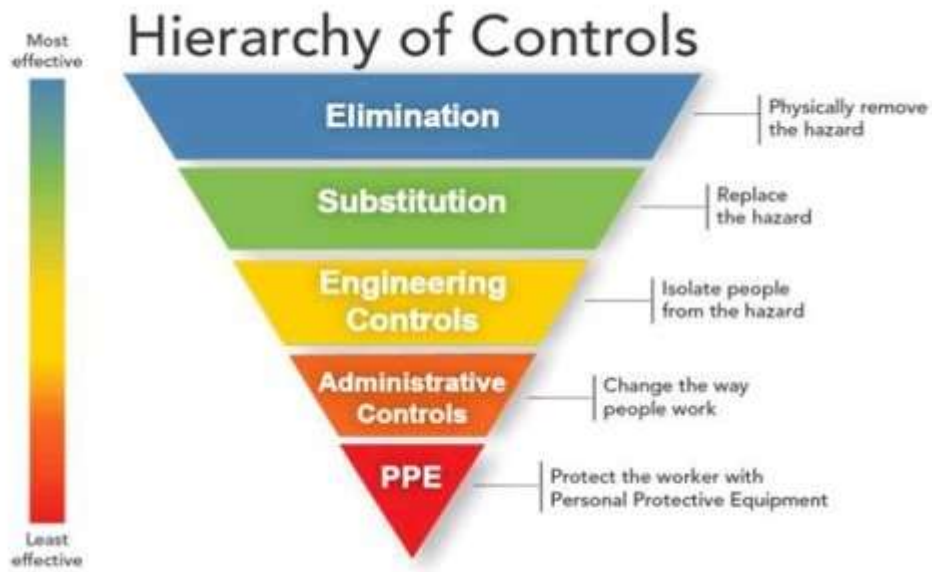 Hierarchy of Controls
Most
effective
Elimination
Physically remove
the hazard
Substitution
Replace
the hazard
Engineering
Controls
Isolate people
from the hazard
Administrative
Controls
Change the way
people work
PPE
Protect the worker with
Personal Protective Equipment
Least
effective